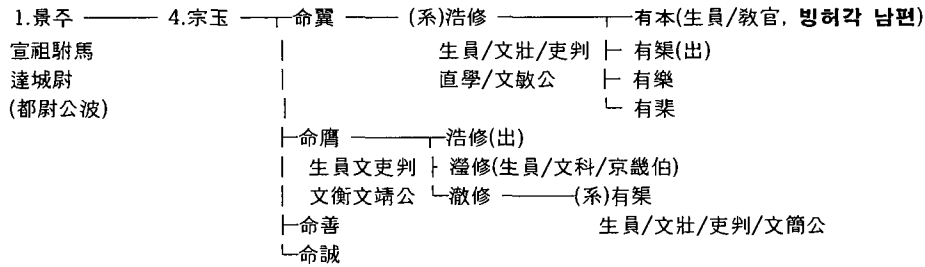 1.景주 ——— 4.宗玉 —┬—命翼 —— (系)浩修 ————┬—有本(生員/敎官, 빙허각 남편)
宣祖駙馬 | 生員/文壯/吏判 ├ 有榘(出)
達城尉 | 直學/文敏公 ├ 有樂
(都尉公波) | └ 有棐
├命膺 ————┬—浩修(出)
| 生員文吏判 ├ 瀅修(生員/文科/京畿伯)
| 文衡文靖公 └—澈修 ————(系)有榘
├命善 生員/文壯/吏判/文簡公
└命誠